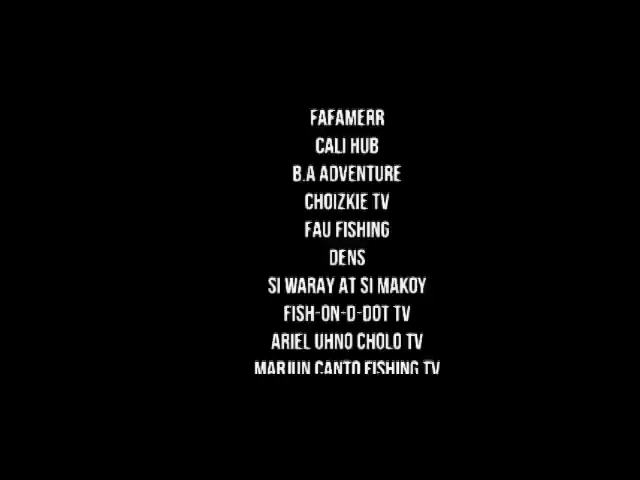 FAFAMERR
CALI HUB
B.A ADVENTURE
CHOIZKIE TV
FAU FISHING
DENS
SI WARAY AT SI MAKOY
FISH-ON-D-DOT TV
ARIEL UHNO CHOLO TV
MARJUN CANTO FISHING TV